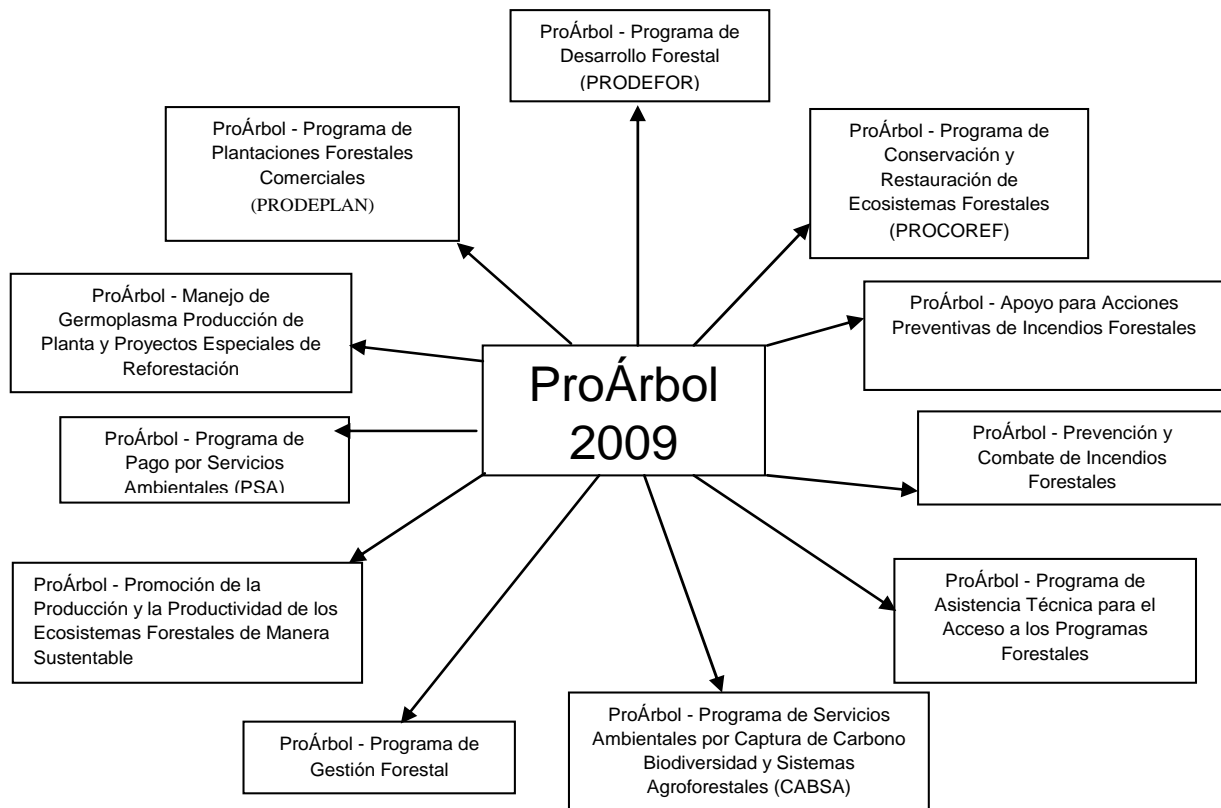 ProÁrbol - Programa de
Desarrollo Forestal
(PRODEFOR)
ProÁrbol - Programa de
Plantaciones Forestales
Comerciales
(PRODEPLAN)
ProÁrbol - Programa de
Conservación y
Restauración de
Ecosistemas Forestales
(PROCOREF)
ProÁrbol - Manejo de
Germoplasma Producción de
Planta y Proyectos Especiales de
Reforestación
ProÁrbol - Apoyo para Acciones
Preventivas de Incendios Forestales
ProÁrbol
2009
ProÁrbol - Programa de
Pago por Servicios
Ambientales (PSA)
ProÁrbol - Prevención y
Combate de Incendios
Forestales
ProÁrbol - Promoción de la
Producción y la Productividad de los
Ecosistemas Forestales de Manera
Sustentable
ProÁrbol - Programa de
Asistencia Técnica para el
Acceso a los Programas
Forestales
ProÁrbol - Programa de
Gestión Forestal
ProÁrbol - Programa de Servicios
Ambientales por Captura de Carbono
Biodiversidad y Sistemas
Agroforestales (CABSA)